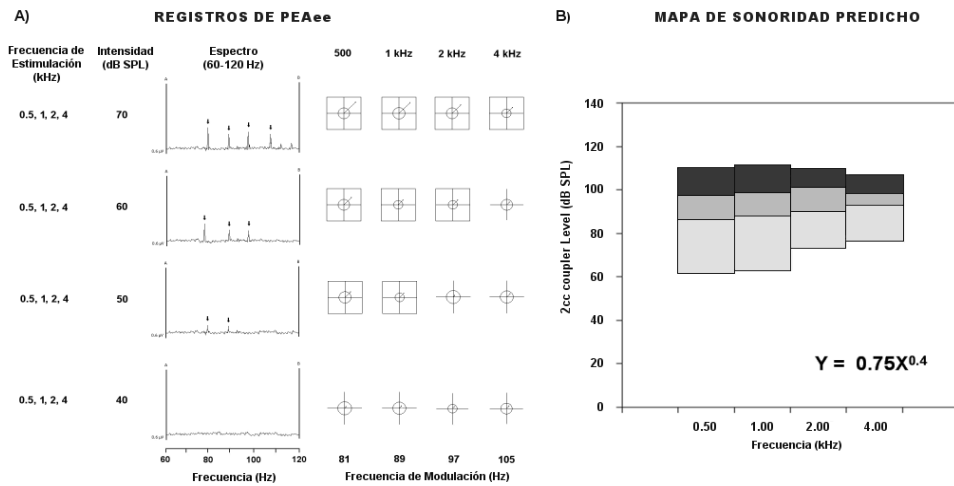 A)
REGISTROS DE PEAee
Frecuencia de
Estimulación
(kHz)
Intensidad
(dB SPL)
Espectro
(60-120 Hz)
500
1 kHz
2 kHz
4 kHz
0.5, 1, 2, 4
70
0.5, 1, 2, 4
60
0.5, 1, 2, 4
50
0.5, 1, 2, 4
40
60
80
100
120
Frecuencia (Hz)
81
89
97
105
Frecuencia de Modulación (Hz)
B)
MAPA DE SONORIDAD PREDICHO
2cc coupler Level (dB SPL)
140
120
100
80
60
40
20
0
Y = 0.75X^0.4
0.50
1.00
2.00
4.00
Frecuencia (kHz)